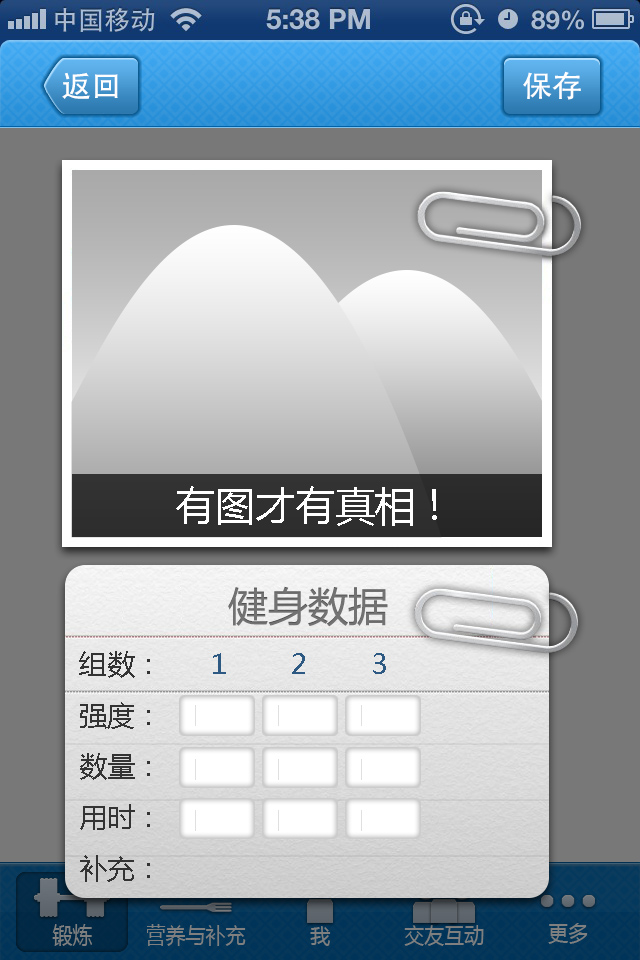 中国移动 5:38 PM 89%
返回 保存
有图才有真相！
健身数据
组数： 1 2 3
强度：
数量：
用时：
补充：
锻炼 营养与补充 我 交友互动 更多